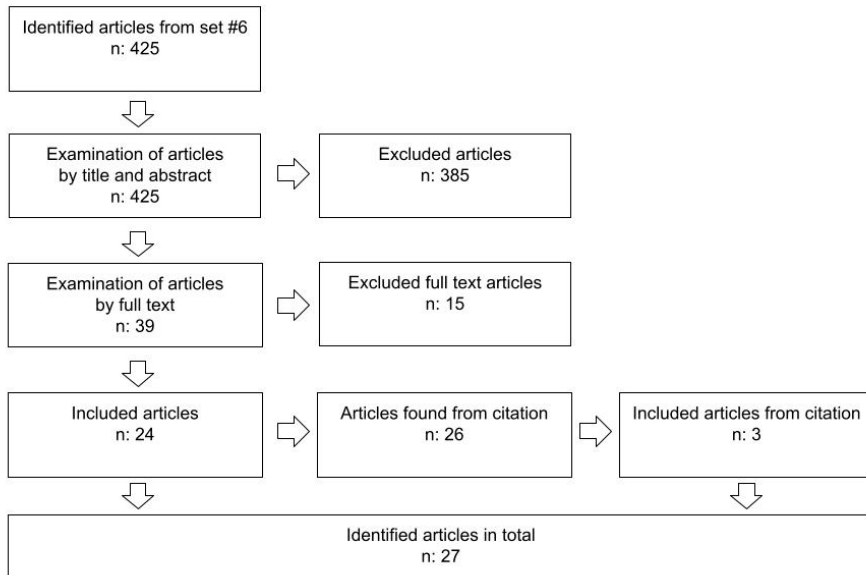 Identified articles from set #6
n: 425
Examination of articles
by title and abstract
n: 425
Excluded articles
n: 385
Examination of articles
by full text
n: 39
Excluded full text articles
n: 15
Included articles
n: 24
Articles found from citation
n: 26
Included articles from citation
n: 3
Identified articles in total
n: 27